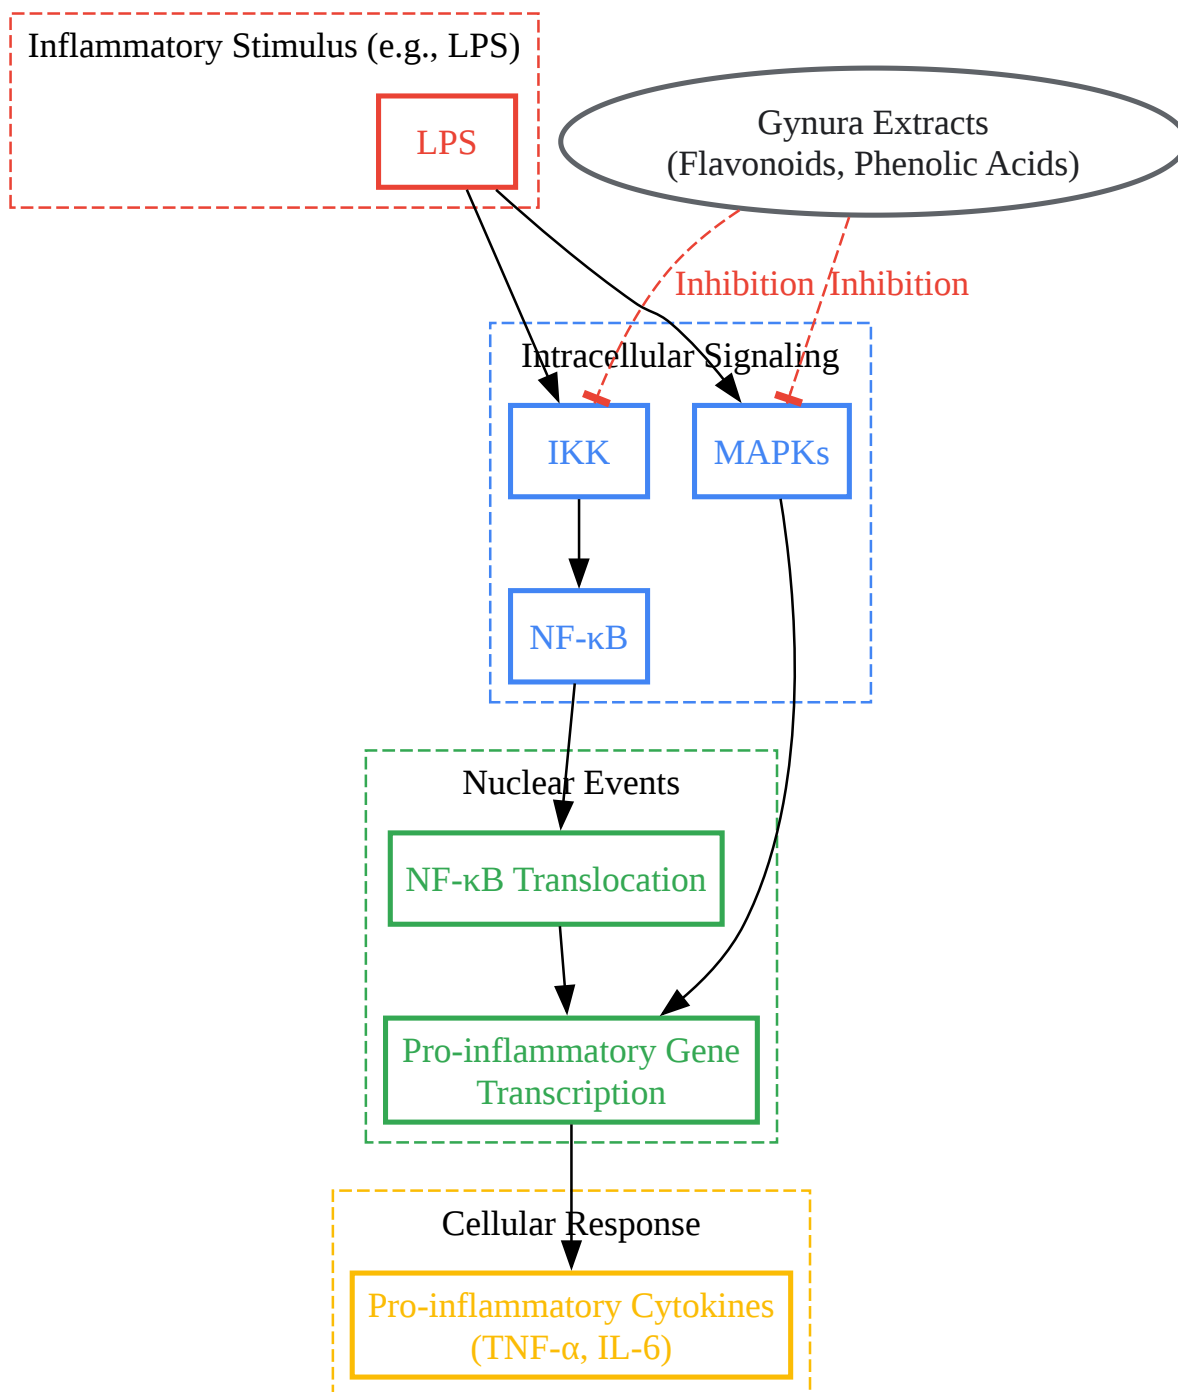 Inflammatory Stimulus (e.g., LPS)
LPS
Gynura Extracts
(Flavonoids, Phenolic Acids)
Inhibition
Inhibition
Intracellular Signaling
IKK
MAPKs
NF-κB
Nuclear Events
NF-κB Translocation
Pro-inflammatory Gene
Transcription
Cellular Response
Pro-inflammatory Cytokines
(TNF-α, IL-6)